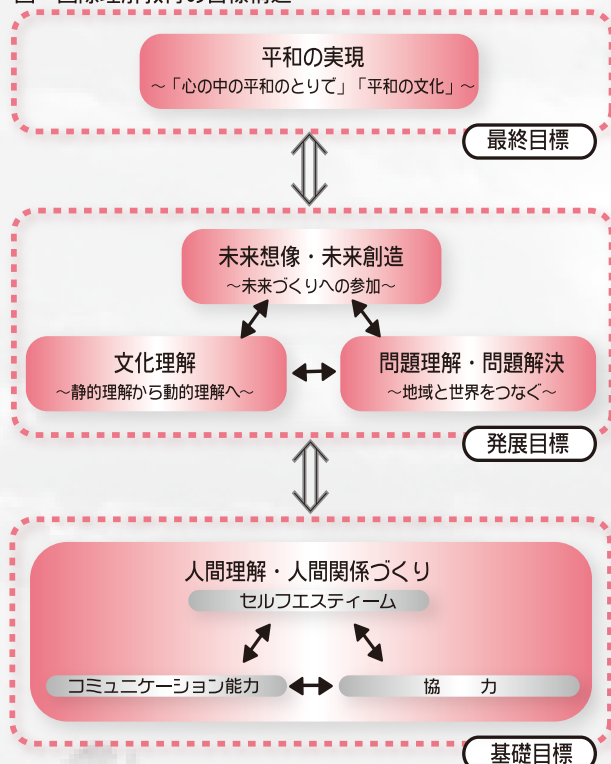 平和の実現
～「心の中の平和のとりで」「平和の文化」～
最終目標
未来想像・未来創造
～未来づくりへの参加～
文化理解
～静的理解から動的理解へ～
問題理解・問題解決
～地域と世界をつなぐ～
発展目標
人間理解・人間関係づくり
セルフエスティーム
コミュニケーション能力
協　力
基礎目標